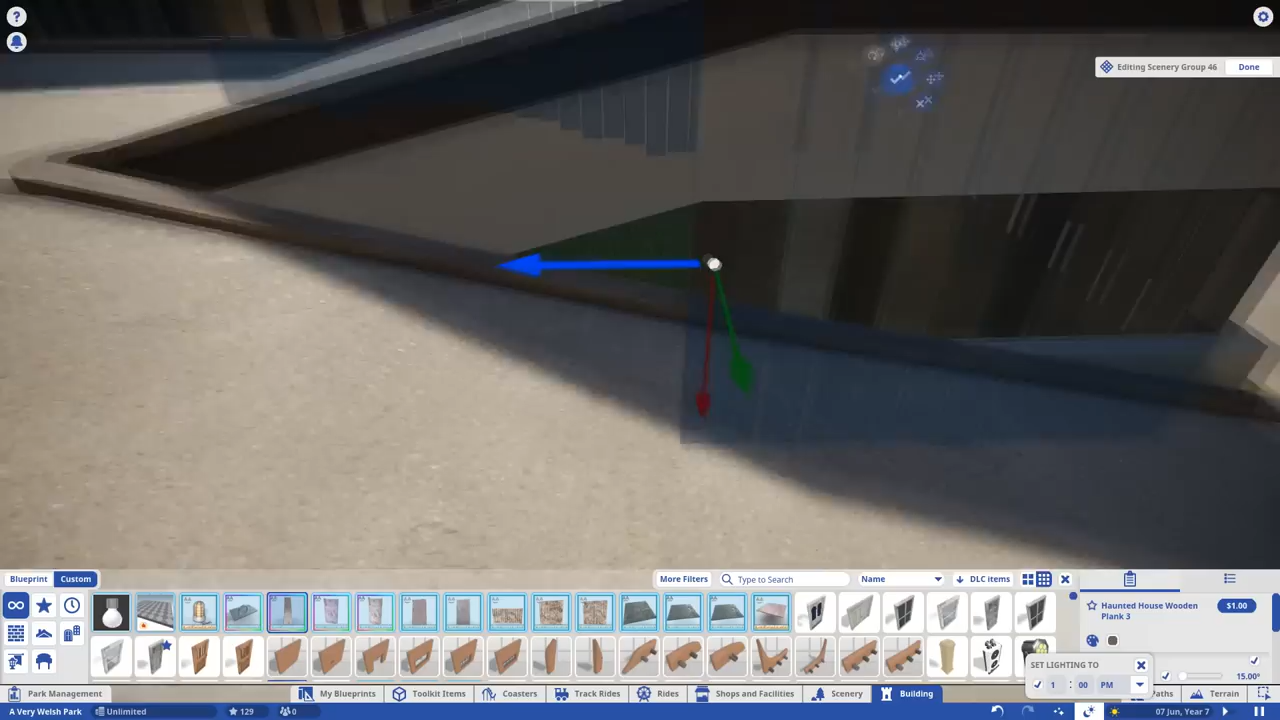 ?
Editing Scenery Group 46 Done
Blueprint Custom More Filters Type to Search Name DLC items
Haunted House Wooden Plank 3 $1.00
SET LIGHTING TO
1 : 00 PM
15.00°
Park Management My Blueprints Toolkit Items Coasters Track Rides Rides Shops and Facilities Scenery Building Paths Terrain
A Very Welsh Park Unlimited 129 0 07 Jun, Year 7